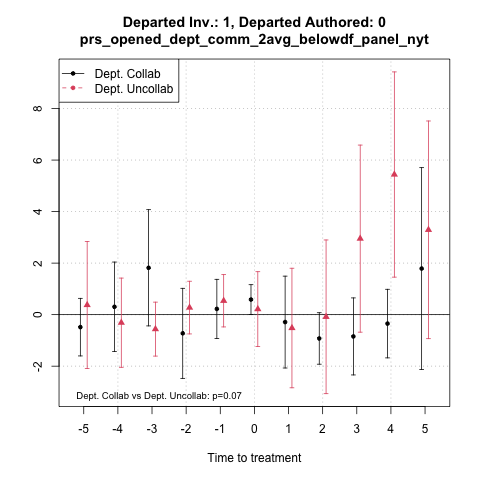 Departed Inv.: 1, Departed Authored: 0
prs_opened_dept_comm_2avg_belowdf_panel_nyt
Dept. Collab
Dept. Uncollab
8
6
4
2
0
-2
Dept. Collab vs Dept. Uncollab: p=0.07
-5 -4 -3 -2 -1 0 1 2 3 4 5
Time to treatment